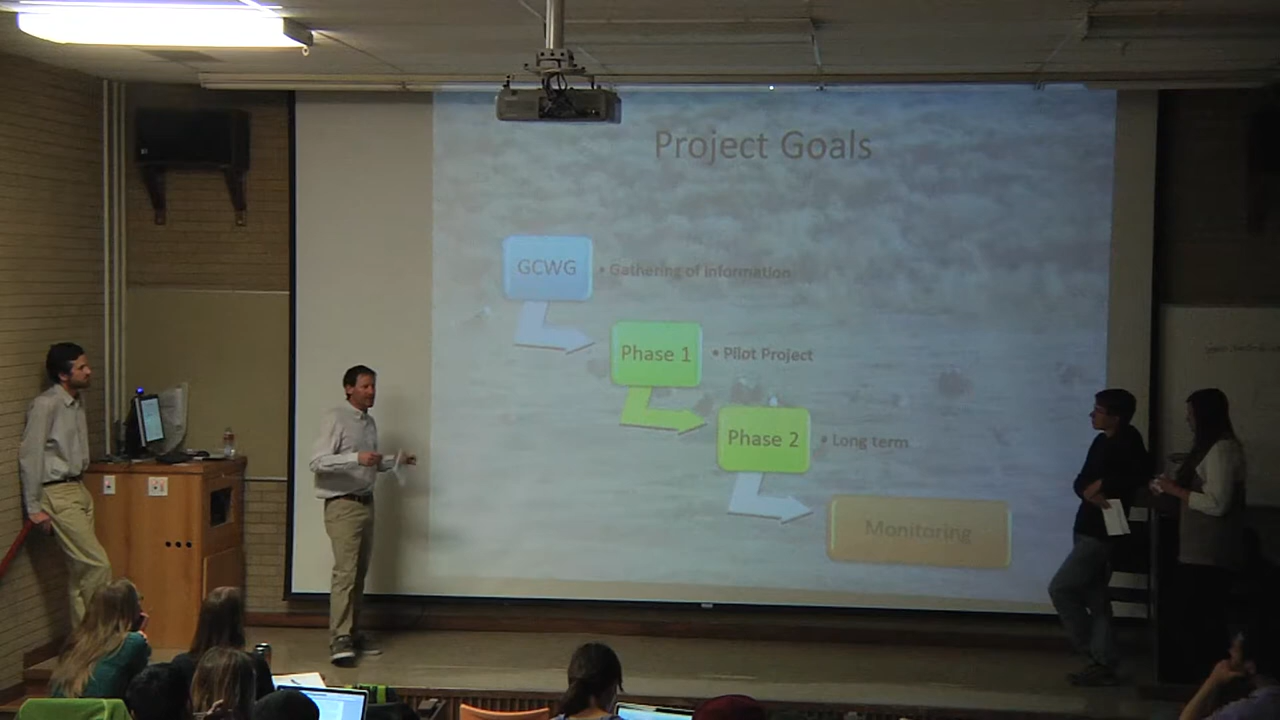 Project Goals
GCWG
• Gathering of information
Phase 1
• Pilot Project
Phase 2
• Long term
Monitoring